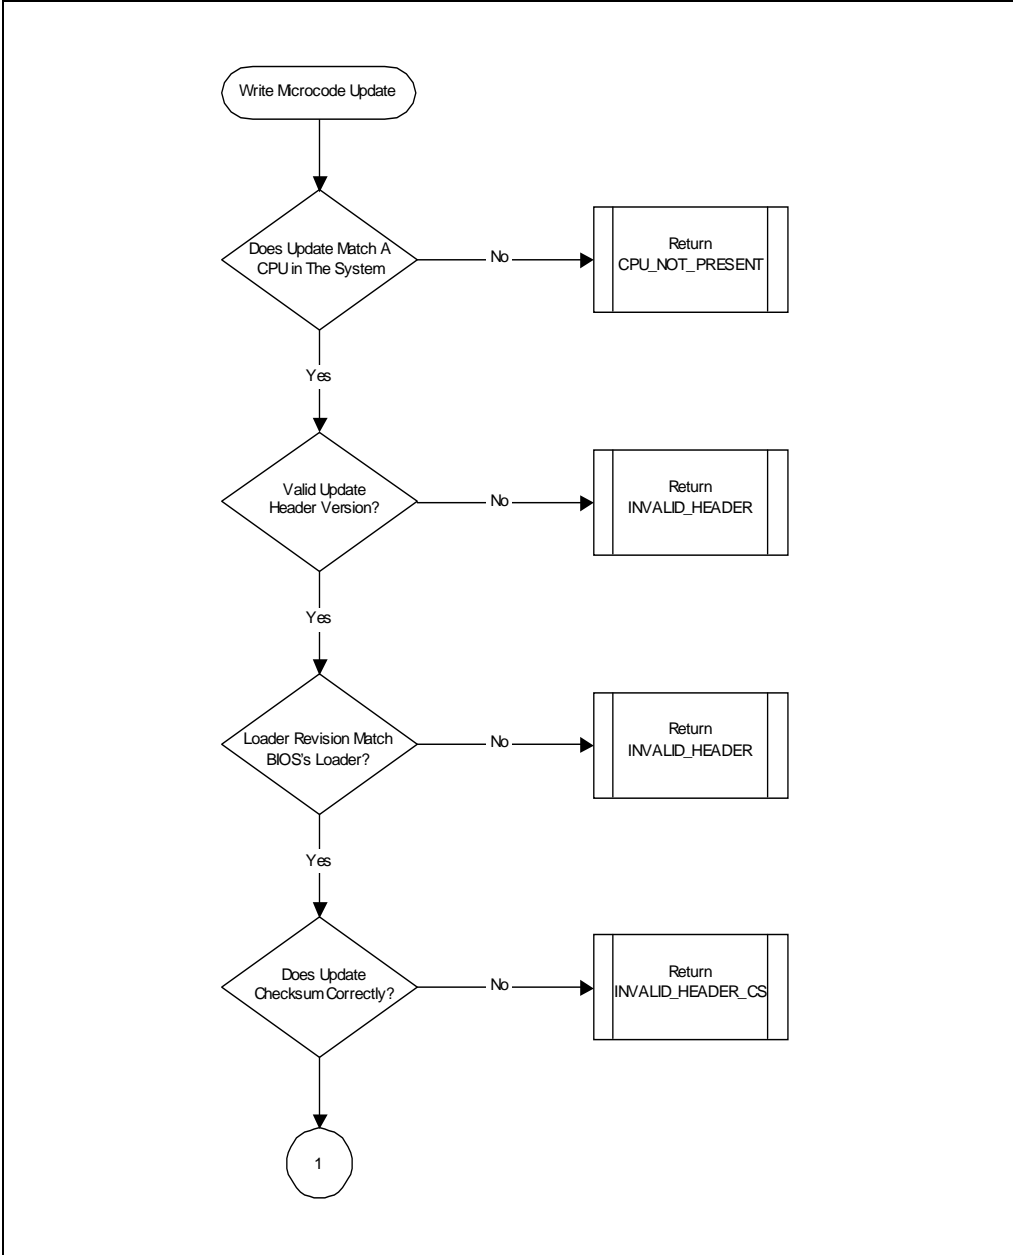 Write Microcode Update
Does Update Match A
CPU in The System
No
Return
CPU_NOT_PRESENT
Yes
Valid Update
Header Version?
No
Return
INVALID_HEADER
Yes
Loader Revision Match
BIOS's Loader?
No
Return
INVALID_HEADER
Yes
Does Update
Checksum Correctly?
No
Return
INVALID_HEADER_CS
1